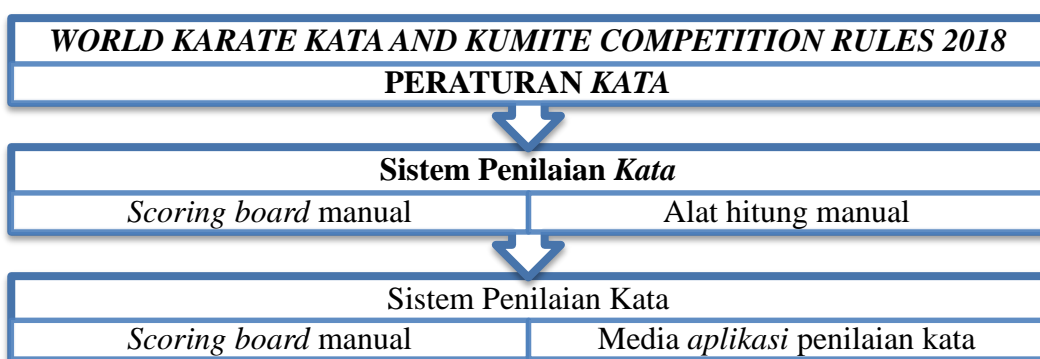 WORLD KARATE KATA AND KUMITE COMPETITION RULES 2018
PERATURAN KATA
Sistem Penilaian Kata
Scoring board manual
Alat hitung manual
Sistem Penilaian Kata
Scoring board manual
Media aplikasi penilaian kata